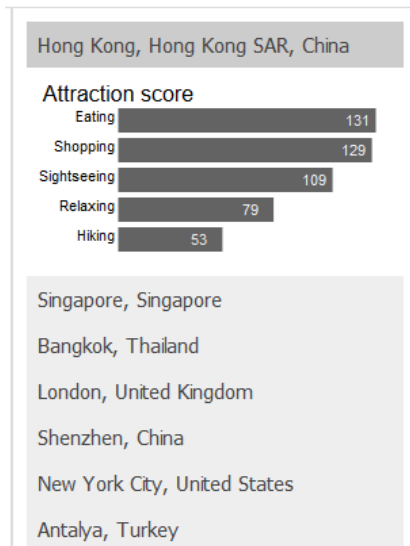 Hong Kong, Hong Kong SAR, China
Attraction score
Eating 131
Shopping 129
Sightseeing 109
Relaxing 79
Hiking 53
Singapore, Singapore
Bangkok, Thailand
London, United Kingdom
Shenzhen, China
New York City, United States
Antalya, Turkey